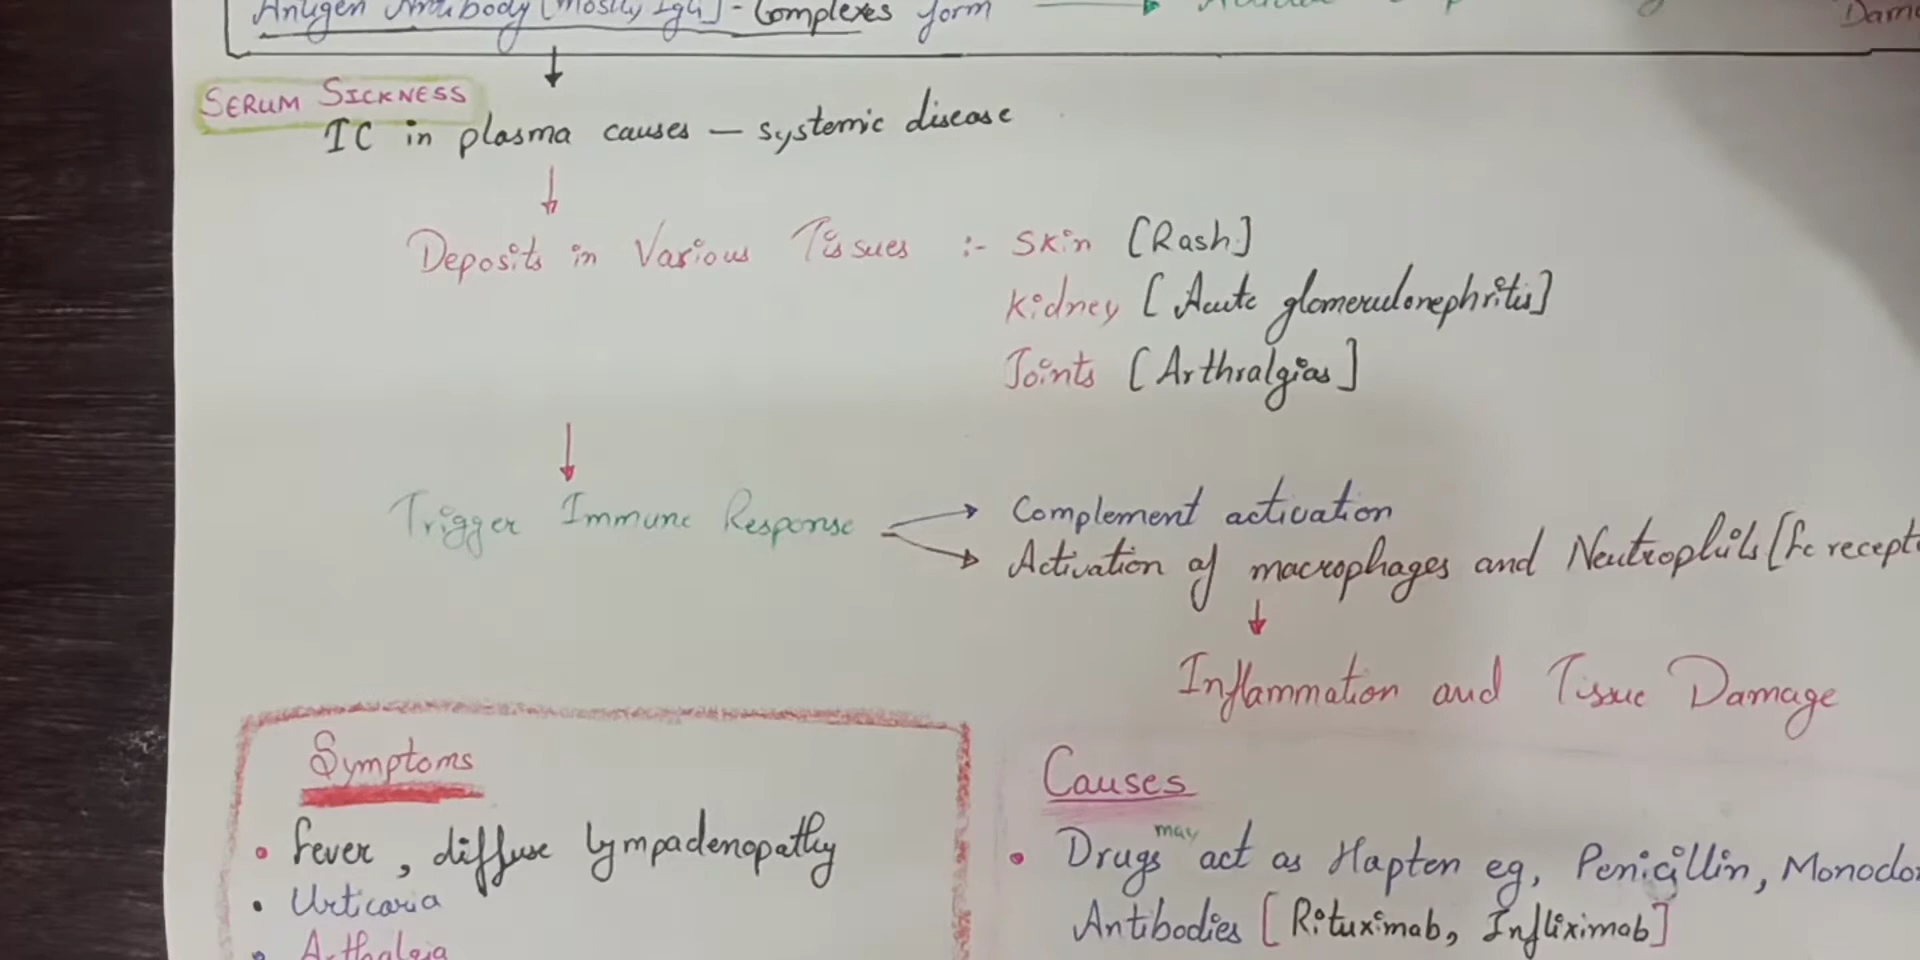 Antigen Antibody [Mostly IgG] - Complexes form
SERUM SICKNESS
IC in plasma causes — systemic disease
Deposits in Various Tissues :- Skin [Rash]
Kidney [Acute glomerulonephritis]
Joints [Arthralgias]
Trigger Immune Response
Complement activation
Activation of macrophages and Neutrophils [Fc recept
Inflammation and Tissue Damage
Symptoms
• Fever, diffuse lympadenopathy
• Urticaria
• Arthalgia
Causes
• Drugs may act as Hapten eg, Penicillin, Monoclo
Antibodies [Rituximab, Infliximab]